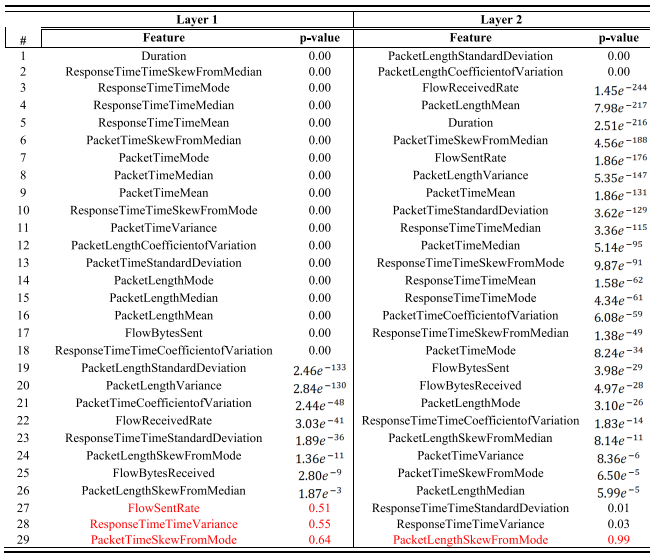 Layer 1 Layer 2
# Feature p-value Feature p-value
1 Duration 0.00 PacketLengthStandardDeviation 0.00
2 ResponseTimeTimeSkewFromMedian 0.00 PacketLengthCoefficientofVariation 0.00
3 ResponseTimeTimeMode 0.00 FlowReceivedRate 1.45e⁻²⁴⁴
4 ResponseTimeTimeMedian 0.00 PacketLengthMean 7.98e⁻²¹⁷
5 ResponseTimeTimeMean 0.00 Duration 2.51e⁻²¹⁶
6 PacketTimeSkewFromMedian 0.00 PacketTimeSkewFromMedian 4.56e⁻¹⁸⁸
7 PacketTimeMode 0.00 FlowSentRate 1.86e⁻¹⁷⁶
8 PacketTimeMedian 0.00 PacketLengthVariance 5.35e⁻¹⁴⁷
9 PacketTimeMean 0.00 PacketTimeMean 1.86e⁻¹³¹
10 ResponseTimeTimeSkewFromMode 0.00 PacketTimeStandardDeviation 3.62e⁻¹²⁹
11 PacketTimeVariance 0.00 ResponseTimeTimeMedian 3.36e⁻¹¹⁵
12 PacketLengthCoefficientofVariation 0.00 PacketTimeMedian 5.14e⁻⁹⁵
13 PacketTimeStandardDeviation 0.00 ResponseTimeTimeSkewFromMode 9.87e⁻⁹¹
14 PacketLengthMode 0.00 ResponseTimeTimeMean 1.58e⁻⁶²
15 PacketLengthMedian 0.00 ResponseTimeTimeMode 4.34e⁻⁶¹
16 PacketLengthMean 0.00 PacketTimeCoefficientofVariation 6.08e⁻⁵⁹
17 FlowBytesSent 0.00 ResponseTimeTimeSkewFromMedian 1.38e⁻⁴⁹
18 ResponseTimeTimeCoefficientofVariation 0.00 PacketTimeMode 8.24e⁻³⁴
19 PacketLengthStandardDeviation 2.46e⁻¹³³ FlowBytesSent 3.98e⁻²⁹
20 PacketLengthVariance 2.84e⁻¹³⁰ FlowBytesReceived 4.97e⁻²⁸
21 PacketTimeCoefficientofVariation 2.44e⁻⁴⁸ PacketLengthMode 3.10e⁻²⁶
22 FlowReceivedRate 3.03e⁻⁴¹ ResponseTimeTimeCoefficientofVariation 1.83e⁻¹⁴
23 ResponseTimeTimeStandardDeviation 1.89e⁻³⁶ PacketLengthSkewFromMedian 8.14e⁻¹¹
24 PacketLengthSkewFromMode 1.36e⁻¹¹ PacketTimeVariance 8.36e⁻⁶
25 FlowBytesReceived 2.80e⁻⁹ PacketTimeSkewFromMode 6.50e⁻⁵
26 PacketLengthSkewFromMedian 1.87e⁻³ PacketLengthMedian 5.99e⁻⁵
27 FlowSentRate 0.51 ResponseTimeTimeStandardDeviation 0.01
28 ResponseTimeTimeVariance 0.55 ResponseTimeTimeVariance 0.03
29 PacketTimeSkewFromMode 0.64 PacketLengthSkewFromMode 0.99